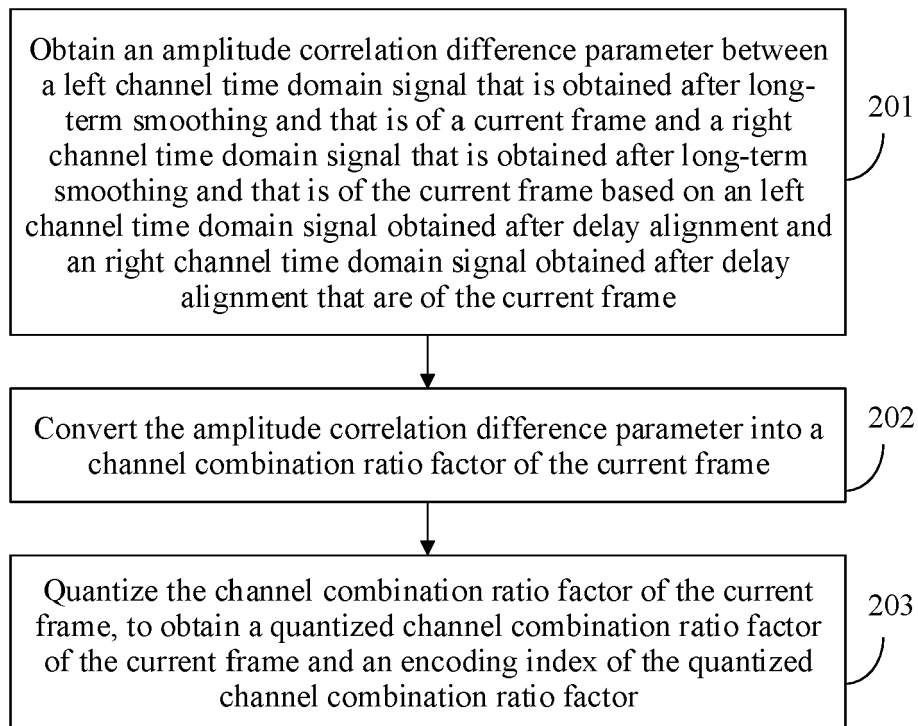 Obtain an amplitude correlation difference parameter between
a left channel time domain signal that is obtained after long-
term smoothing and that is of a current frame and a right
channel time domain signal that is obtained after long-term
smoothing and that is of the current frame based on an left
channel time domain signal obtained after delay alignment and
an right channel time domain signal obtained after delay
alignment that are of the current frame
201
Convert the amplitude correlation difference parameter into a
channel combination ratio factor of the current frame
202
Quantize the channel combination ratio factor of the current
frame, to obtain a quantized channel combination ratio factor
of the current frame and an encoding index of the quantized
channel combination ratio factor
203